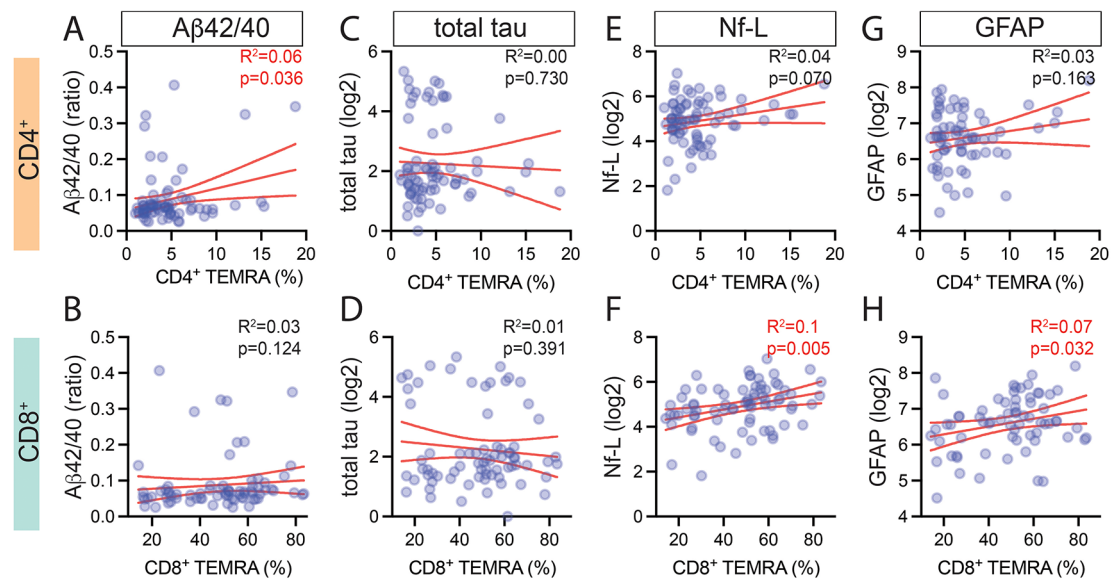 A
Aβ42/40
C
total tau
E
Nf-L
G
GFAP
CD4⁺
Aβ42/40 (ratio)
0.5
0.4
0.3
0.2
0.1
0.0
R²=0.06
p=0.036
0
5
10
15
20
CD4⁺ TEMRA (%)
total tau (log2)
6
4
2
0
R²=0.00
p=0.730
0
5
10
15
20
CD4⁺ TEMRA (%)
Nf-L (log2)
8
6
4
2
0
R²=0.04
p=0.070
0
5
10
15
20
CD4⁺ TEMRA (%)
GFAP (log2)
9
8
7
6
5
4
R²=0.03
p=0.163
0
5
10
15
20
CD4⁺ TEMRA (%)
CD8⁺
B
Aβ42/40 (ratio)
0.5
0.4
0.3
0.2
0.1
0.0
R²=0.03
p=0.124
20
40
60
80
CD8⁺ TEMRA (%)
D
total tau (log2)
6
4
2
0
R²=0.01
p=0.391
20
40
60
80
CD8⁺ TEMRA (%)
F
Nf-L (log2)
8
6
4
2
0
R²=0.1
p=0.005
20
40
60
80
CD8⁺ TEMRA (%)
H
GFAP (log2)
9
8
7
6
5
4
R²=0.07
p=0.032
20
40
60
80
CD8⁺ TEMRA (%)